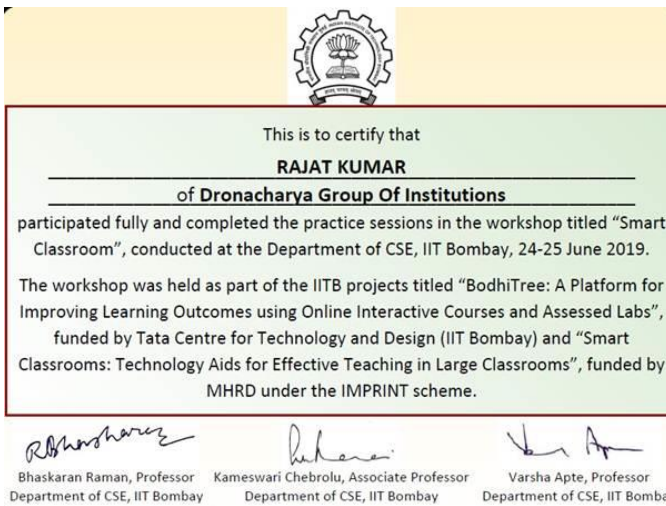 This is to certify that
RAJAT KUMAR
of Dronacharya Group Of Institutions
participated fully and completed the practice sessions in the workshop titled “Smart
Classroom”, conducted at the Department of CSE, IIT Bombay, 24-25 June 2019.
The workshop was held as part of the IITB projects titled “BodhiTree: A Platform for
Improving Learning Outcomes using Online Interactive Courses and Assessed Labs”,
funded by Tata Centre for Technology and Design (IIT Bombay) and “Smart
Classrooms: Technology Aids for Effective Teaching in Large Classrooms”, funded by
MHRD under the IMPRINT scheme.
Bhaskaran Raman, Professor Kameswari Chebrolu, Associate Professor Varsha Apte, Professor
Department of CSE, IIT Bombay Department of CSE, IIT Bombay Department of CSE, IIT Bomba